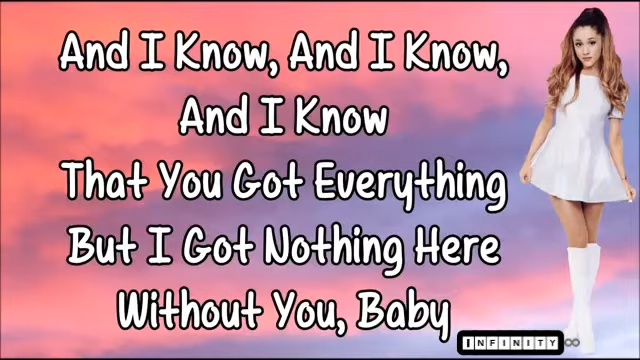 And I Know, And I Know,
And I Know
That You Got Everything
But I Got Nothing Here
Without You, Baby
INFINITY∞